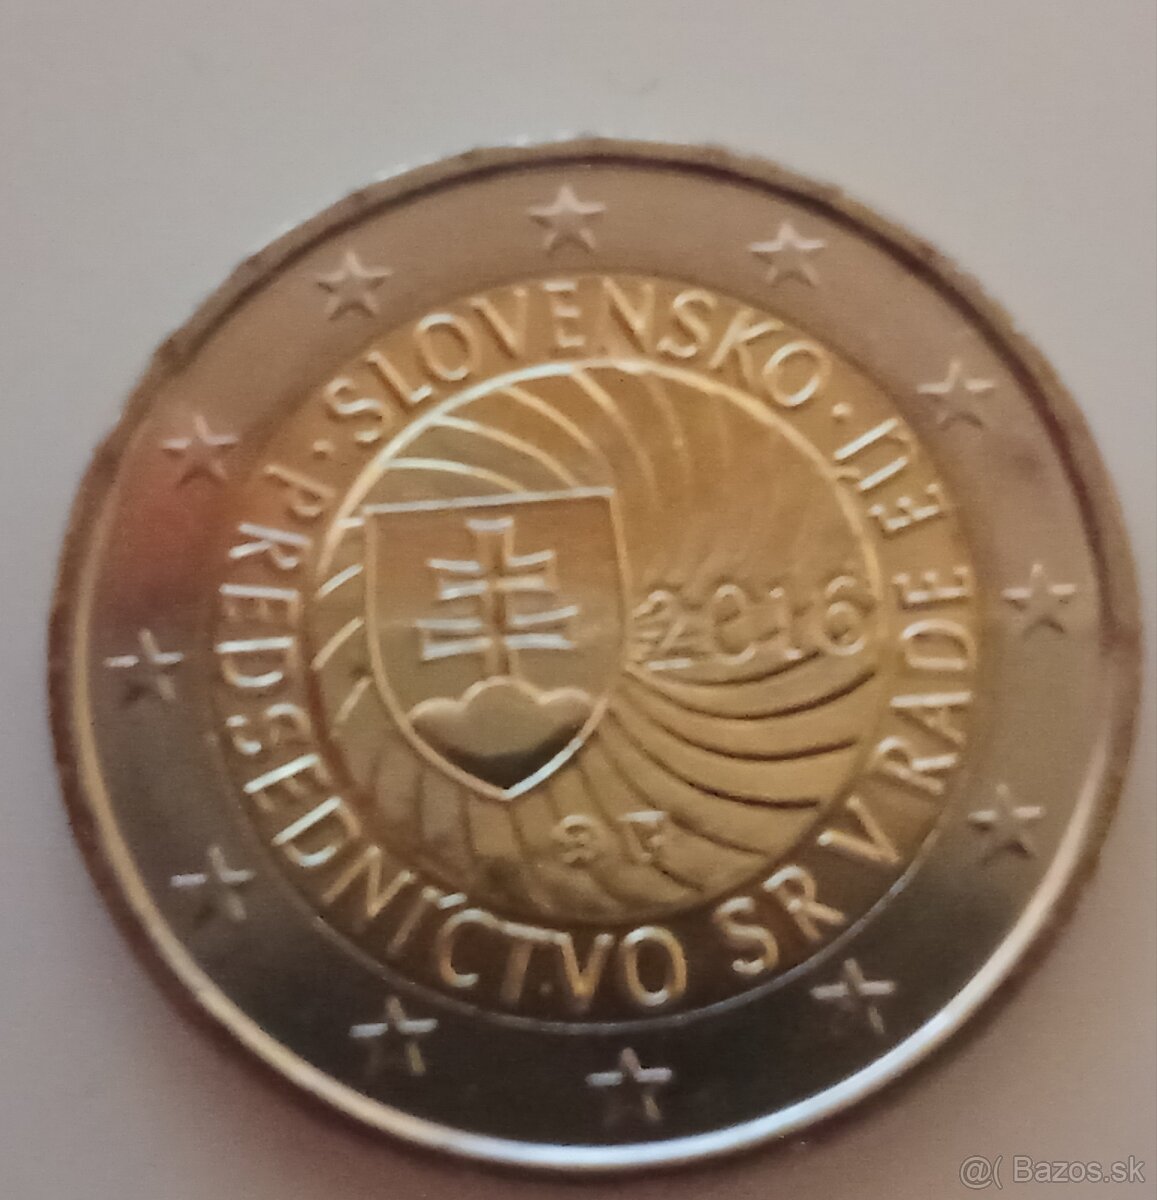 · SLOVENSKO ·
PREDSEDNÍCTVO SR V RADE EÚ
2016
@( Bazos.sk